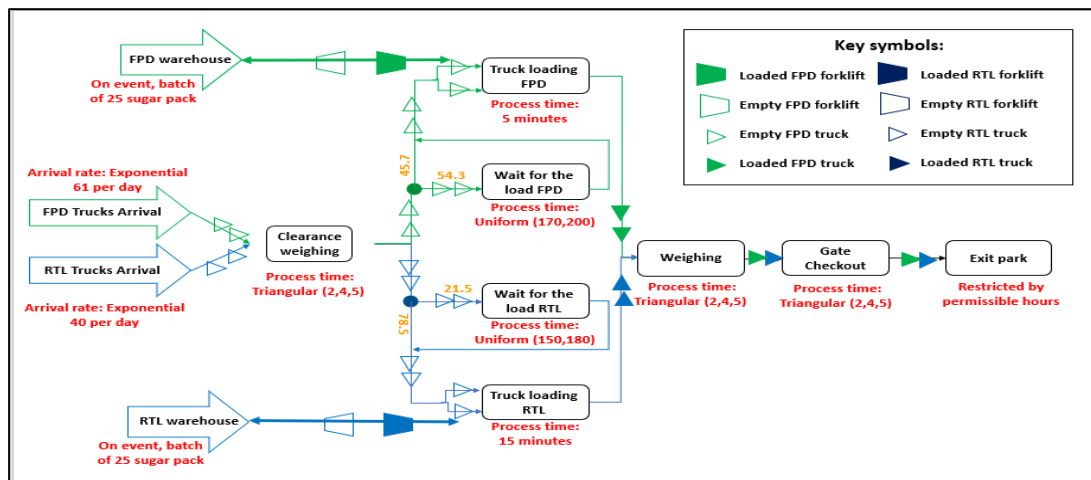 FPD warehouse
On event, batch
of 25 sugar pack
Truck loading
FPD
Process time:
5 minutes
Key symbols:
Loaded FPD forklift
Loaded RTL forklift
Empty FPD forklift
Empty RTL forklift
Empty FPD truck
Empty RTL truck
Loaded FPD truck
Loaded RTL truck
45.7
54.3
Wait for the
load FPD
Process time:
Uniform (170,200)
Arrival rate: Exponential
61 per day
FPD Trucks Arrival
RTL Trucks Arrival
Arrival rate: Exponential
40 per day
Clearance
weighing
Process time:
Triangular (2,4,5)
Weighing
Process time:
Triangular (2,4,5)
Gate
Checkout
Process time:
Triangular (2,4,5)
Exit park
Restricted by
permissible hours
21.5
78.5
Wait for the
load RTL
Process time:
Uniform (150,180)
Truck loading
RTL
Process time:
15 minutes
RTL warehouse
On event, batch
of 25 sugar pack